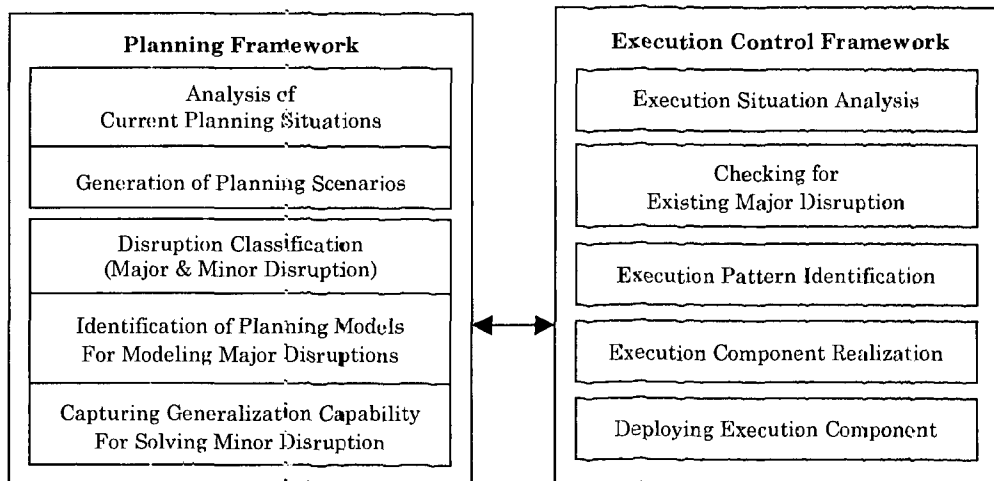 Planning Framework
Analysis of
Current Planning Situations
Generation of Planning Scenarios
Disruption Classification
(Major & Minor Disruption)
Identification of Planning Models
For Modeling Major Disruptions
Capturing Generalization Capability
For Solving Minor Disruption
Execution Control Framework
Execution Situation Analysis
Checking for
Existing Major Disruption
Execution Pattern Identification
Execution Component Realization
Deploying Execution Component